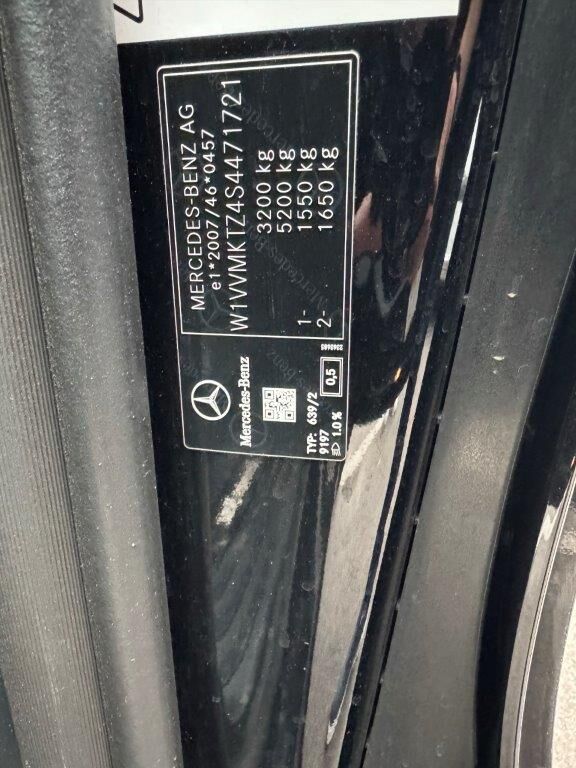 MERCEDES-BENZ AG
e1*2007/46*0457
W1VVMKTZ4S4471721
3200 kg
5200 kg
1- 1550 kg
2- 1650 kg
Mercedes-Benz
TYP: 639/2
9197
1.0 %
0,5